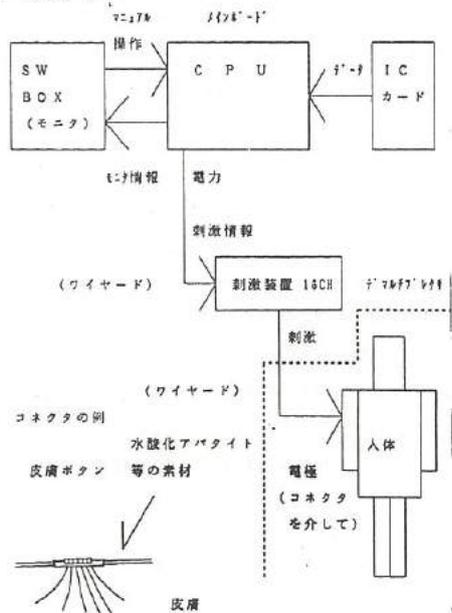 ﾏﾆｭｱﾙ
操作
ﾒｲﾝﾎﾞｰﾄﾞ
SW
BOX
(モニタ)
CPU
ﾃﾞｰﾀ
IC
カード
ﾓﾆﾀ情報
電力
刺激情報
(ワイヤード)
刺激装置 16CH
ﾃﾞﾏﾙﾁﾌﾟﾚｸｻ
刺激
(ワイヤード)
コネクタの例
水酸化アパタイト
等の素材
皮膚ボタン
人体
電極
(コネクタ
を介して)
皮膚